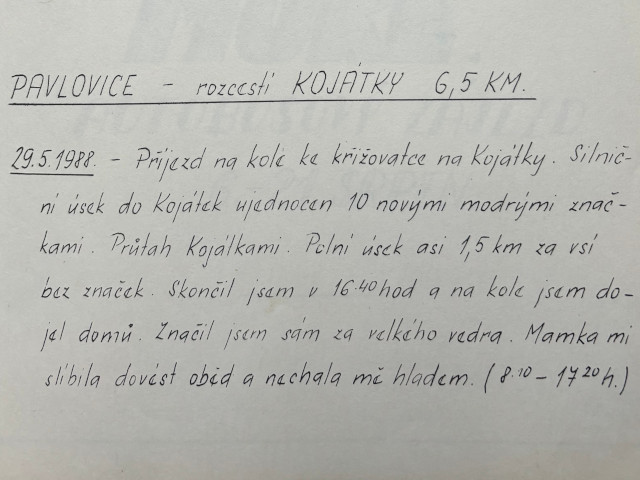 PAVLOVICE - rozcestí KOJÁTKY 6,5 KM.
29.5.1988. - Příjezd na kole ke křižovatce na Kojátky. Silnič-
ní úsek do Kojátek ujednocen 10 novými modrými znač-
kami. Průtah Kojátkami. Polní úsek asi 1,5 km za vsí
bez značek. Skončil jsem v 16.40 hod a na kole jsem do-
jel domů. Značil jsem sám za velkého vedra. Mamka mi
slíbila dovést oběd a nechala mě hladem. (8.10 - 17 20 h.)